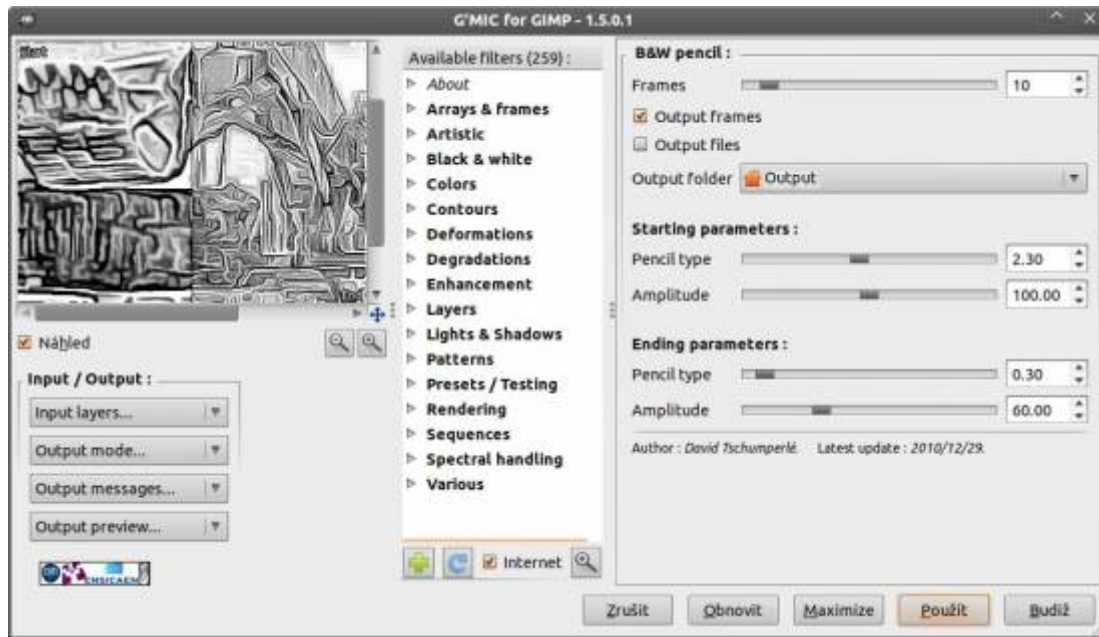 G'MIC for GIMP - 1.5.0.1
Náhled
Input / Output :
Input layers...
Output mode...
Output messages...
Output preview...
ENSICAEN
Available filters (259) :
About
Arrays & frames
Artistic
Black & white
Colors
Contours
Deformations
Degradations
Enhancement
Layers
Lights & Shadows
Patterns
Presets / Testing
Rendering
Sequences
Spectral handling
Various
Internet
B&W pencil :
Frames 10
Output frames
Output files
Output folder Output
Starting parameters :
Pencil type 2.30
Amplitude 100.00
Ending parameters :
Pencil type 0.30
Amplitude 60.00
Author : David Tschumperlé. Latest update : 2010/12/29.
Zrušit Obnovit Maximize Použít Budiž